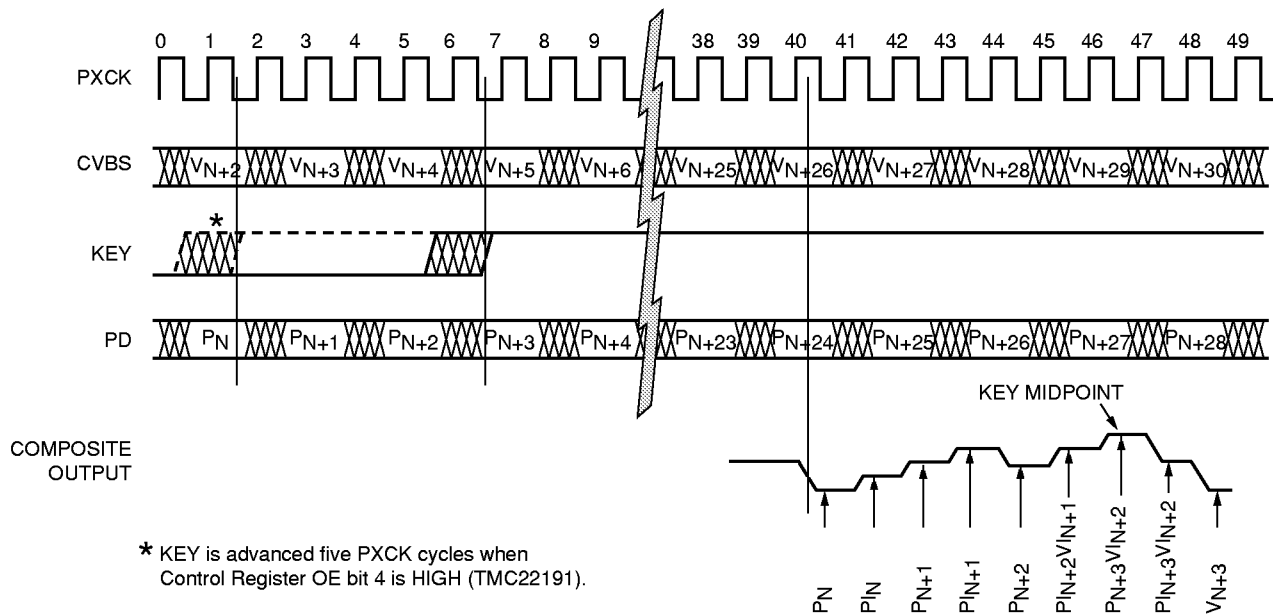 0 1 2 3 4 5 6 7 8 9 38 39 40 41 42 43 44 45 46 47 48 49
PXCK
CVBS VN+2 VN+3 VN+4 VN+5 VN+6 VN+25 VN+26 VN+27 VN+28 VN+29 VN+30
*
KEY
PD PN PN+1 PN+2 PN+3 PN+4 PN+23 PN+24 PN+25 PN+26 PN+27 PN+28
KEY MIDPOINT
COMPOSITE
OUTPUT
PN
PIN
PN+1
PIN+1
PN+2
PIN+2VIN+1
PN+3VIN+2
PIN+3VIN+2
VN+3
* KEY is advanced five PXCK cycles when
Control Register OE bit 4 is HIGH (TMC22191).